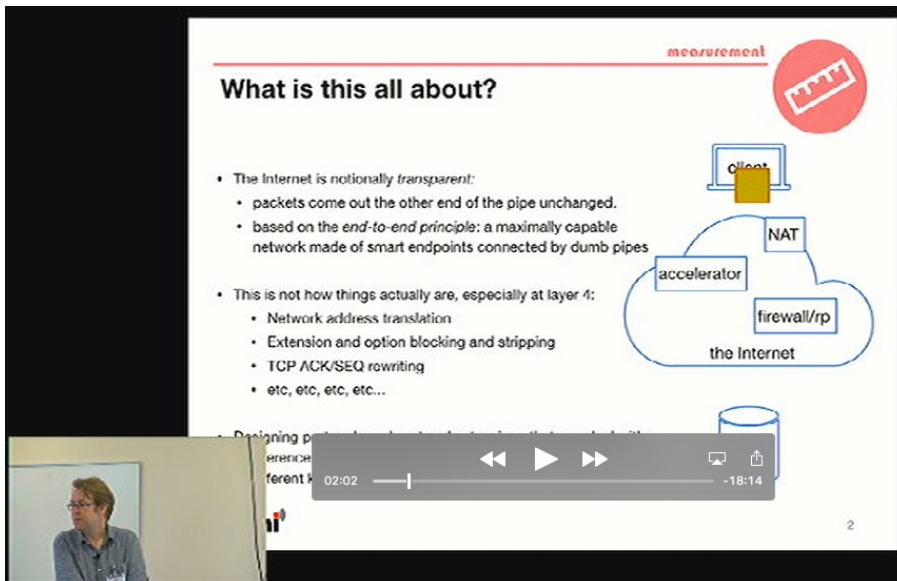 measurement
What is this all about?
• The Internet is notionally transparent:
• packets come out the other end of the pipe unchanged.
• based on the end-to-end principle: a maximally capable
network made of smart endpoints connected by dumb pipes
• This is not how things actually are, especially at layer 4:
• Network address translation
• Extension and option blocking and stripping
• TCP ACK/SEQ rewriting
• etc, etc, etc, etc...
client
NAT
accelerator
firewall/rp
the Internet
02:02
-18:14
2